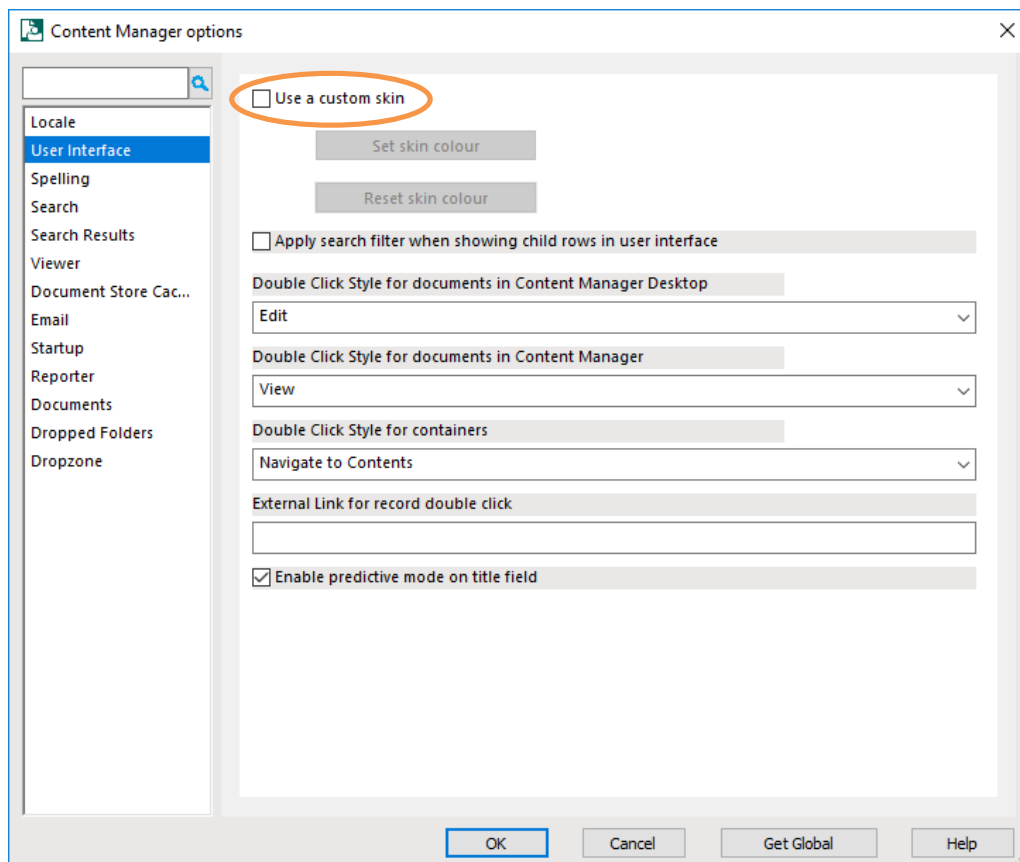 Content Manager options
Locale
User Interface
Spelling
Search
Search Results
Viewer
Document Store Cac...
Email
Startup
Reporter
Documents
Dropped Folders
Dropzone
Use a custom skin
Set skin colour
Reset skin colour
Apply search filter when showing child rows in user interface
Double Click Style for documents in Content Manager Desktop
Edit
Double Click Style for documents in Content Manager
View
Double Click Style for containers
Navigate to Contents
External Link for record double click
Enable predictive mode on title field
OK
Cancel
Get Global
Help